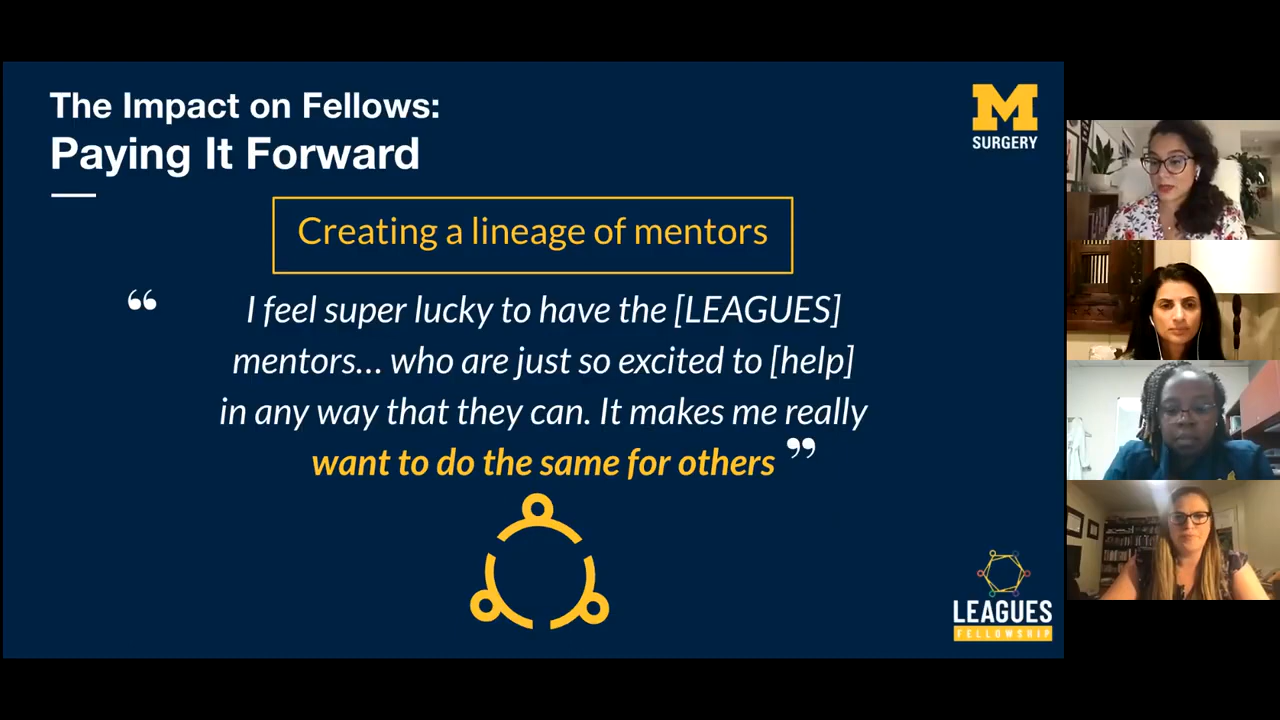 The Impact on Fellows:
Paying It Forward
M
SURGERY
Creating a lineage of mentors
“ I feel super lucky to have the [LEAGUES]
mentors... who are just so excited to [help]
in any way that they can. It makes me really
want to do the same for others ”
LEAGUES
FELLOWSHIP